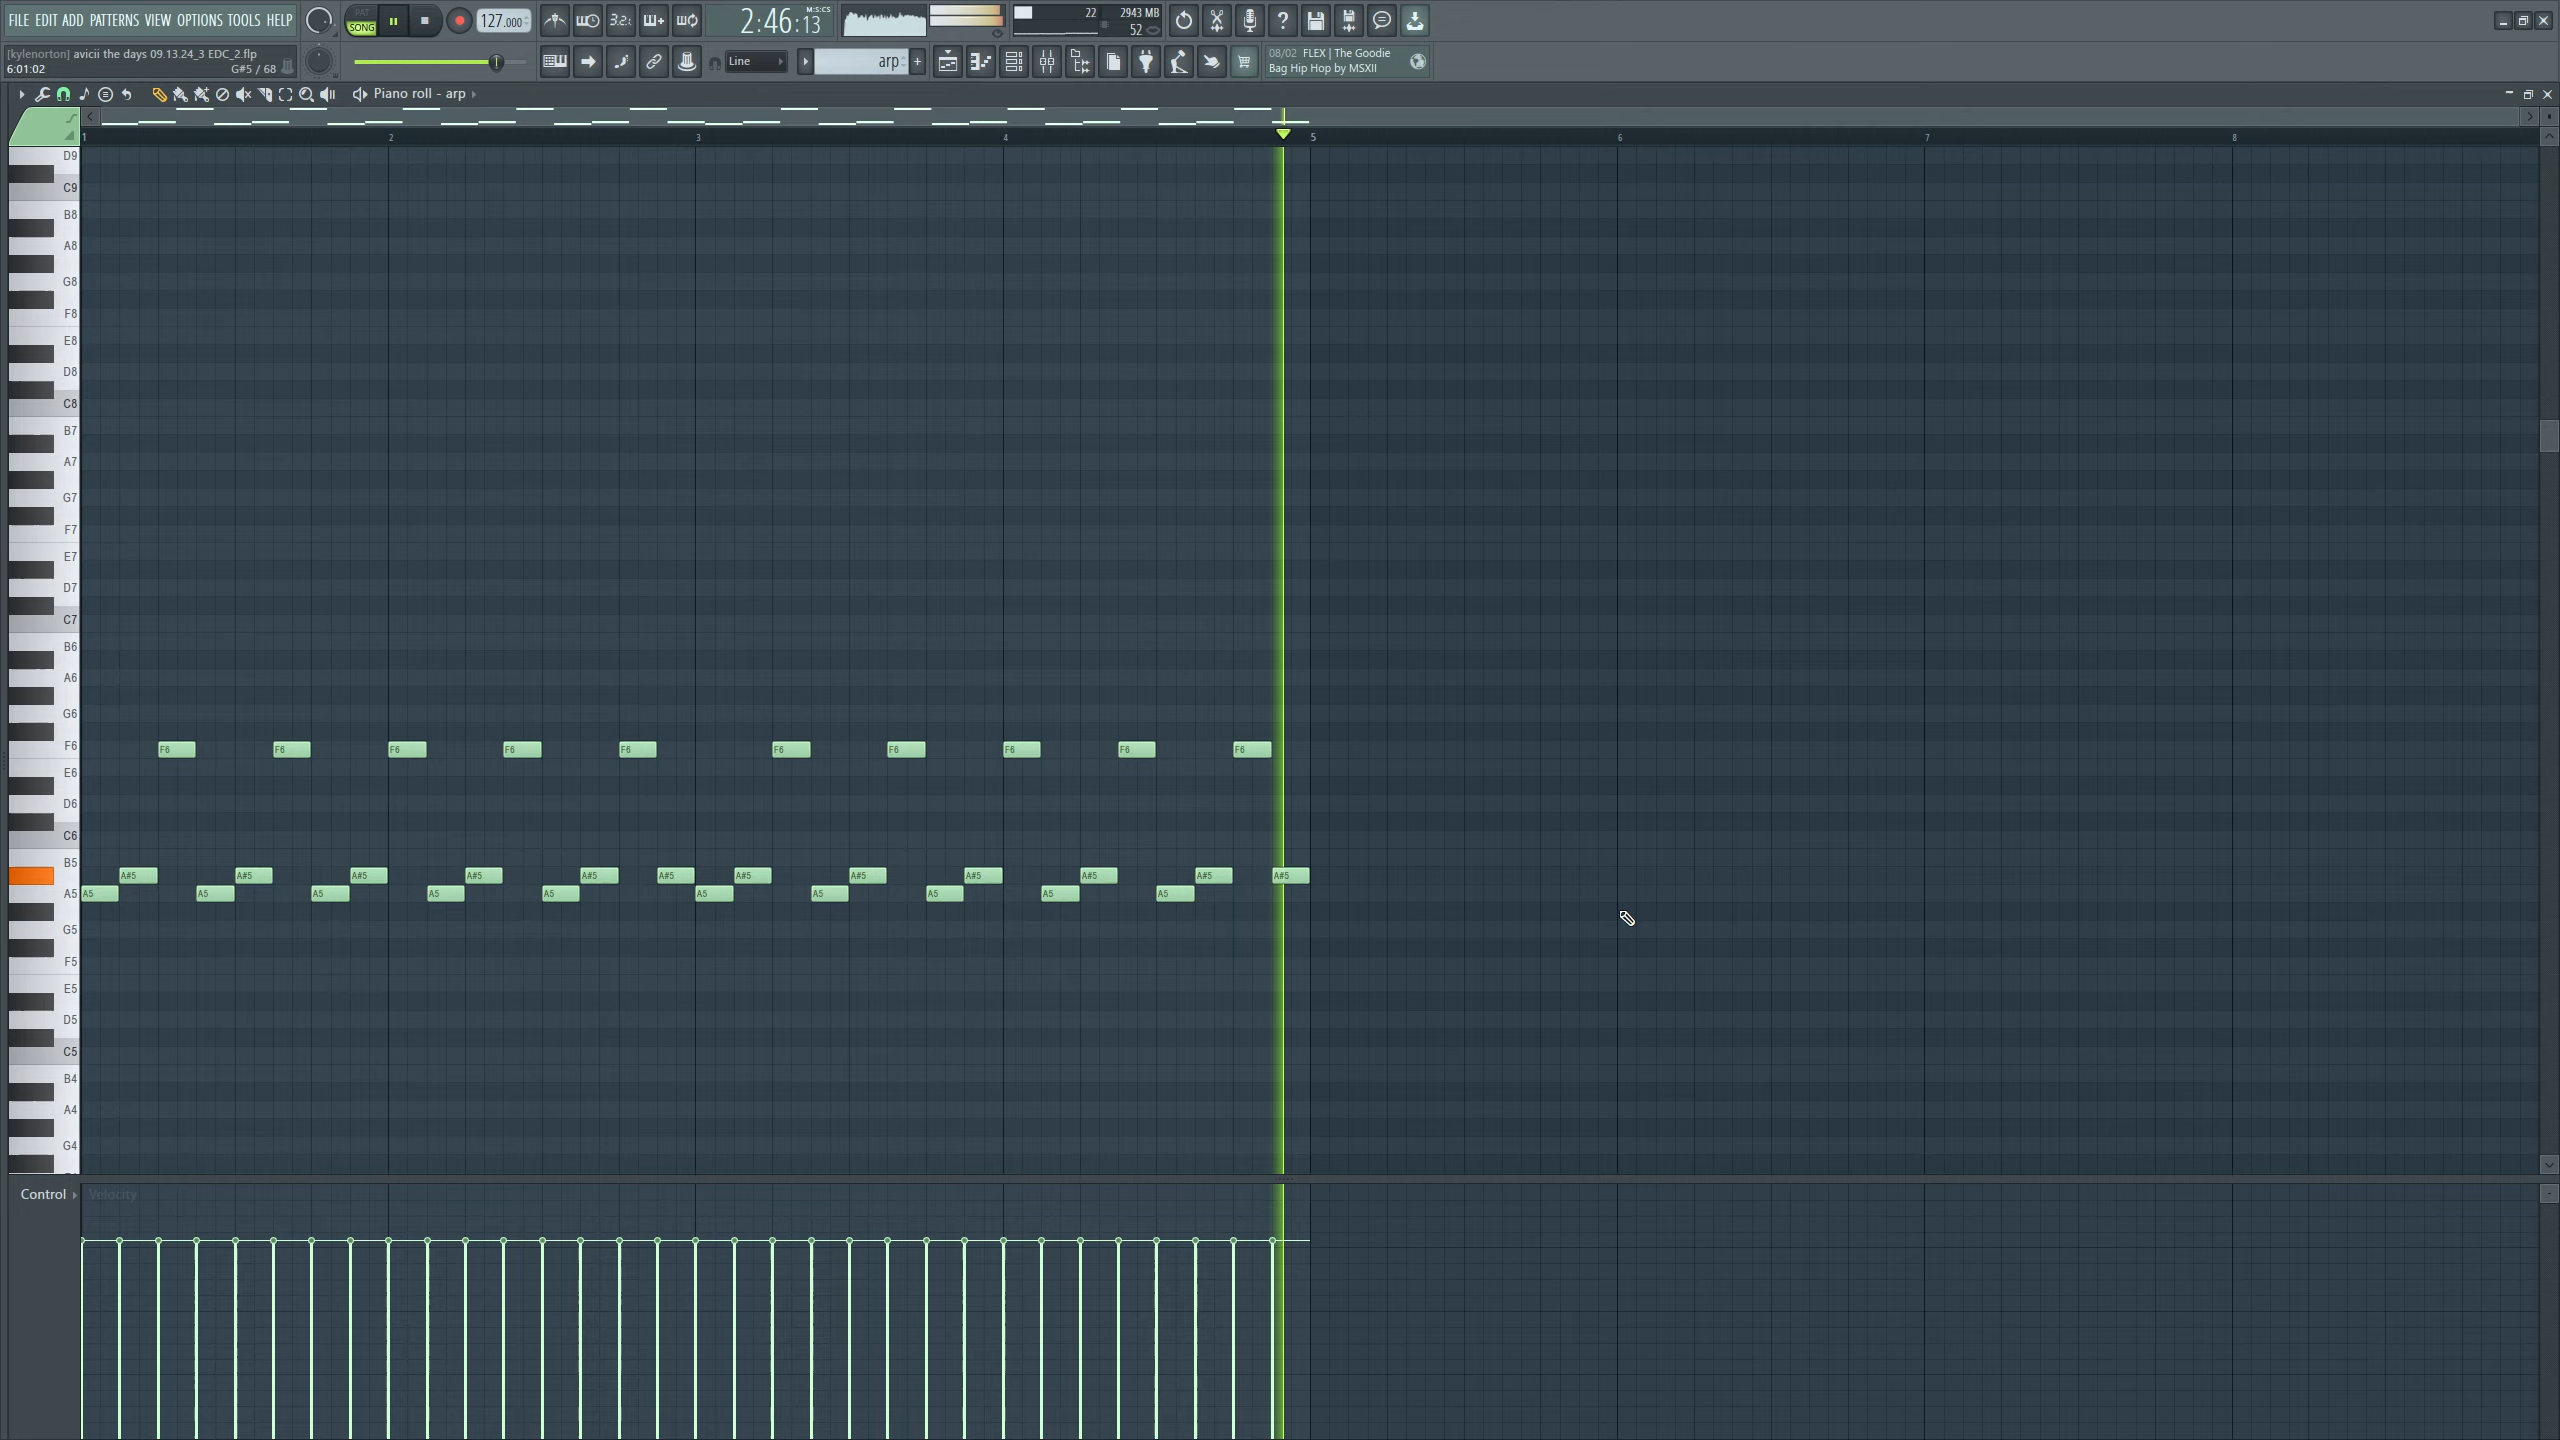 FILE EDIT ADD PATTERNS VIEW OPTIONS TOOLS HELP
PAT
SONG
127.000
3.2:
2:46:13
M:S:CS
22
2943 MB
52
[kylenorton] avicii the days 09.13.24_3 EDC_2.flp
6:01:02
G#5 / 68
Line
arp
+
08/02 FLEX | The Goodie
Bag Hip Hop by MSXII
Piano roll - arp
1 2 3 4 5 6 7 8
D9
C9
B8
A8
G8
F8
E8
D8
C8
B7
A7
G7
F7
E7
D7
C7
B6
A6
G6
F6 F6 F6 F6 F6 F6 F6 F6 F6 F6 F6
E6
D6
C6
B5
A#5 A#5 A#5 A#5 A#5 A#5 A#5 A#5 A#5 A#5 A#5 A#5
A5 A5 A5 A5 A5 A5 A5 A5 A5 A5 A5
G5
F5
E5
D5
C5
B4
A4
G4
Control
Velocity